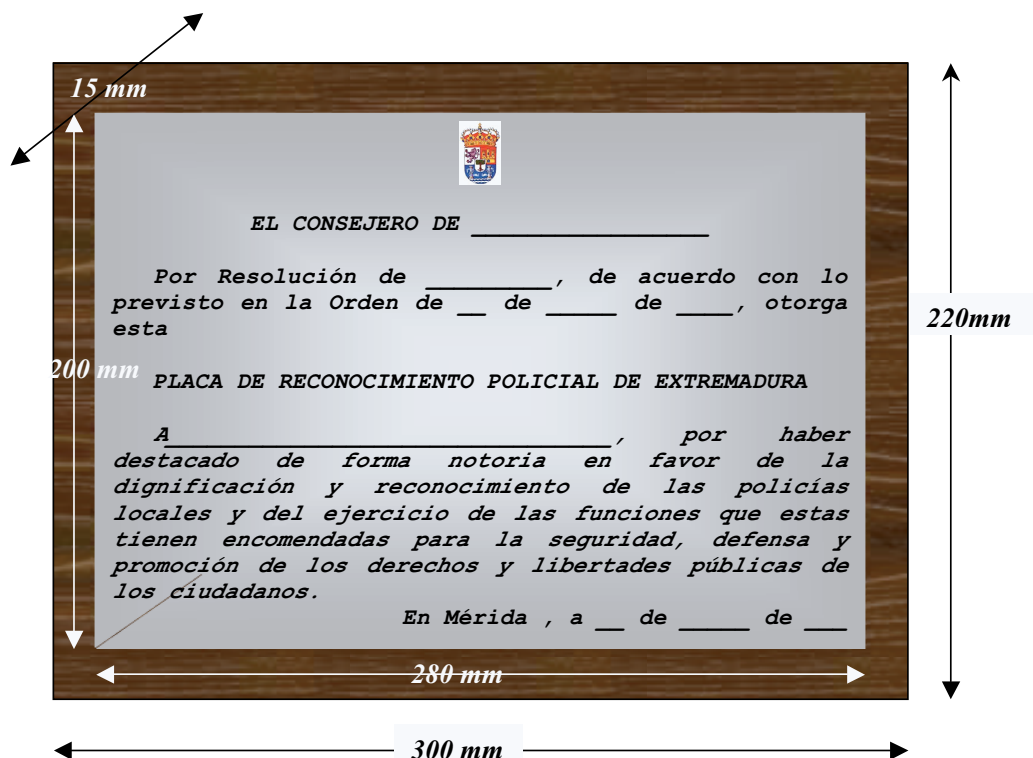 15 mm
EL CONSEJERO DE _________________
Por Resolución de _________, de acuerdo con lo
previsto en la Orden de __ de _____ de ____, otorga
esta
220mm
200 mm
PLACA DE RECONOCIMIENTO POLICIAL DE EXTREMADURA
A________________________________, por haber
destacado de forma notoria en favor de la
dignificación y reconocimiento de las policías
locales y del ejercicio de las funciones que estas
tienen encomendadas para la seguridad, defensa y
promoción de los derechos y libertades públicas de
los ciudadanos.
En Mérida , a __ de _____ de ___
280 mm
300 mm